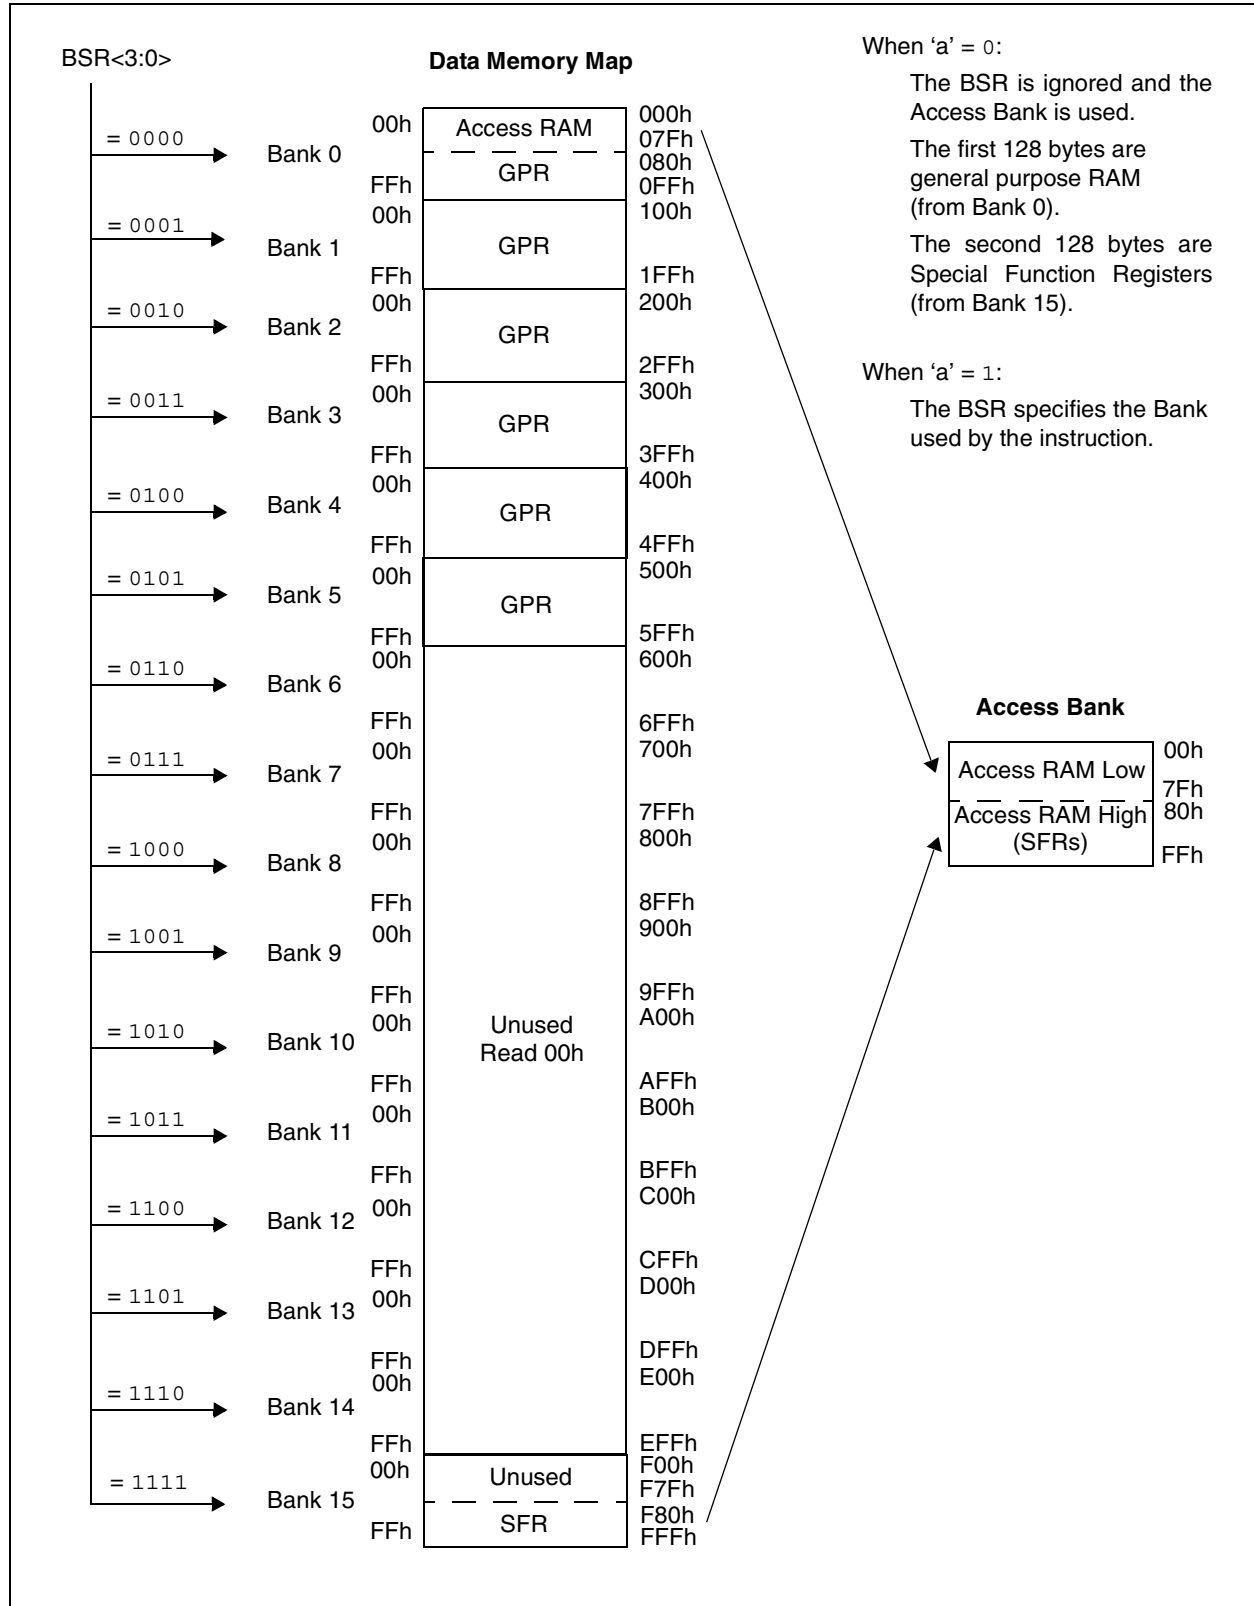 BSR<3:0>
Data Memory Map
When ‘a’ = 0:
The BSR is ignored and the
Access Bank is used.
The first 128 bytes are
general purpose RAM
(from Bank 0).
The second 128 bytes are
Special Function Registers
(from Bank 15).
When ‘a’ = 1:
The BSR specifies the Bank
used by the instruction.
= 0000
Bank 0
00h
FFh
Access RAM
GPR
000h
07Fh
080h
0FFh
= 0001
Bank 1
00h
FFh
GPR
100h
1FFh
= 0010
Bank 2
00h
FFh
GPR
200h
2FFh
= 0011
Bank 3
00h
FFh
GPR
300h
3FFh
= 0100
Bank 4
00h
FFh
GPR
400h
4FFh
= 0101
Bank 5
00h
FFh
GPR
500h
5FFh
= 0110
Bank 6
00h
FFh
600h
6FFh
= 0111
Bank 7
00h
FFh
700h
7FFh
= 1000
Bank 8
00h
FFh
800h
8FFh
= 1001
Bank 9
00h
FFh
900h
9FFh
= 1010
Bank 10
00h
FFh
Unused
Read 00h
A00h
AFFh
= 1011
Bank 11
00h
FFh
B00h
BFFh
= 1100
Bank 12
00h
FFh
C00h
CFFh
= 1101
Bank 13
00h
FFh
D00h
DFFh
= 1110
Bank 14
00h
FFh
E00h
EFFh
= 1111
Bank 15
00h
FFh
Unused
SFR
F00h
F7Fh
F80h
FFFh
Access Bank
Access RAM Low
Access RAM High
(SFRs)
00h
7Fh
80h
FFh